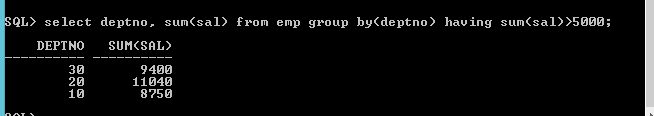 SQL> select deptno, sum(sal) from emp group by(deptno) having sum(sal)>5000;
DEPTNO SUM(SAL)
---------- ----------
30 9400
20 11040
10 8750
SQL>